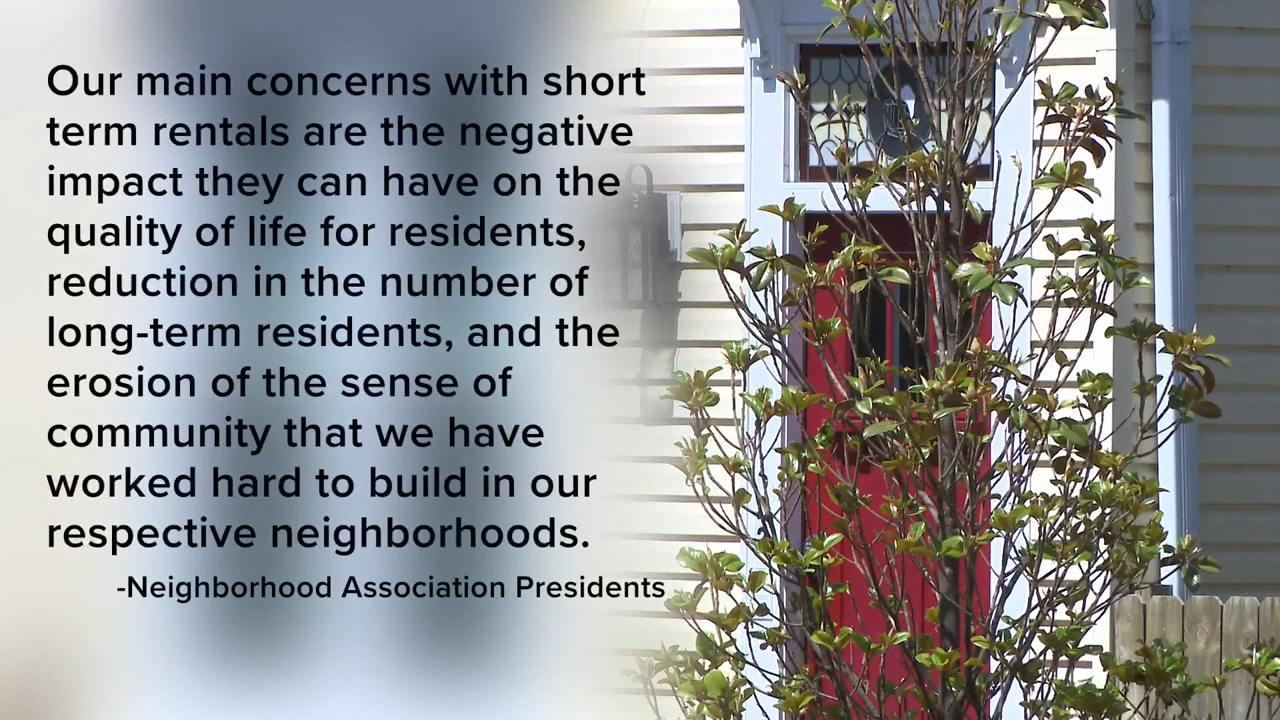 Our main concerns with short
term rentals are the negative
impact they can have on the
quality of life for residents,
reduction in the number of
long-term residents, and the
erosion of the sense of
community that we have
worked hard to build in our
respective neighborhoods.
-Neighborhood Association Presidents